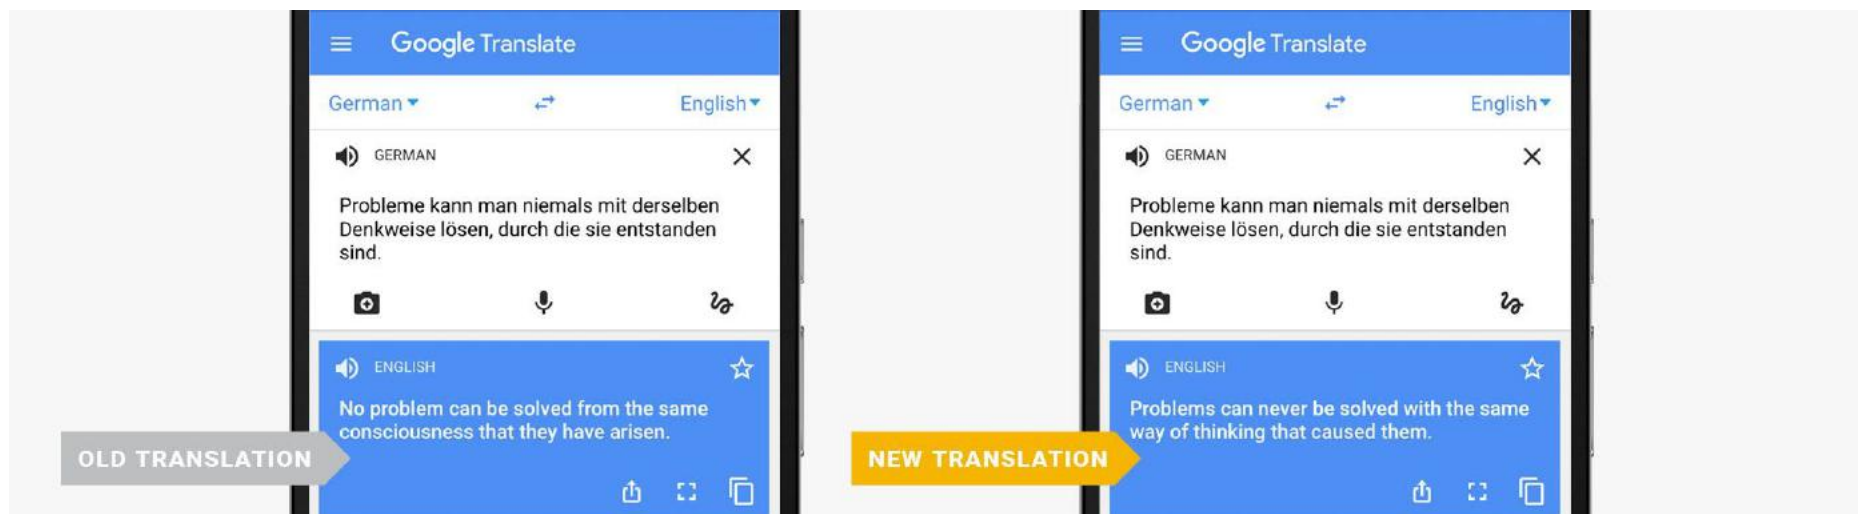 Google Translate
German English
GERMAN
Probleme kann man niemals mit derselben
Denkweise lösen, durch die sie entstanden
sind.
ENGLISH
No problem can be solved from the same
consciousness that they have arisen.
OLD TRANSLATION
Google Translate
German English
GERMAN
Probleme kann man niemals mit derselben
Denkweise lösen, durch die sie entstanden
sind.
ENGLISH
Problems can never be solved with the same
way of thinking that caused them.
NEW TRANSLATION